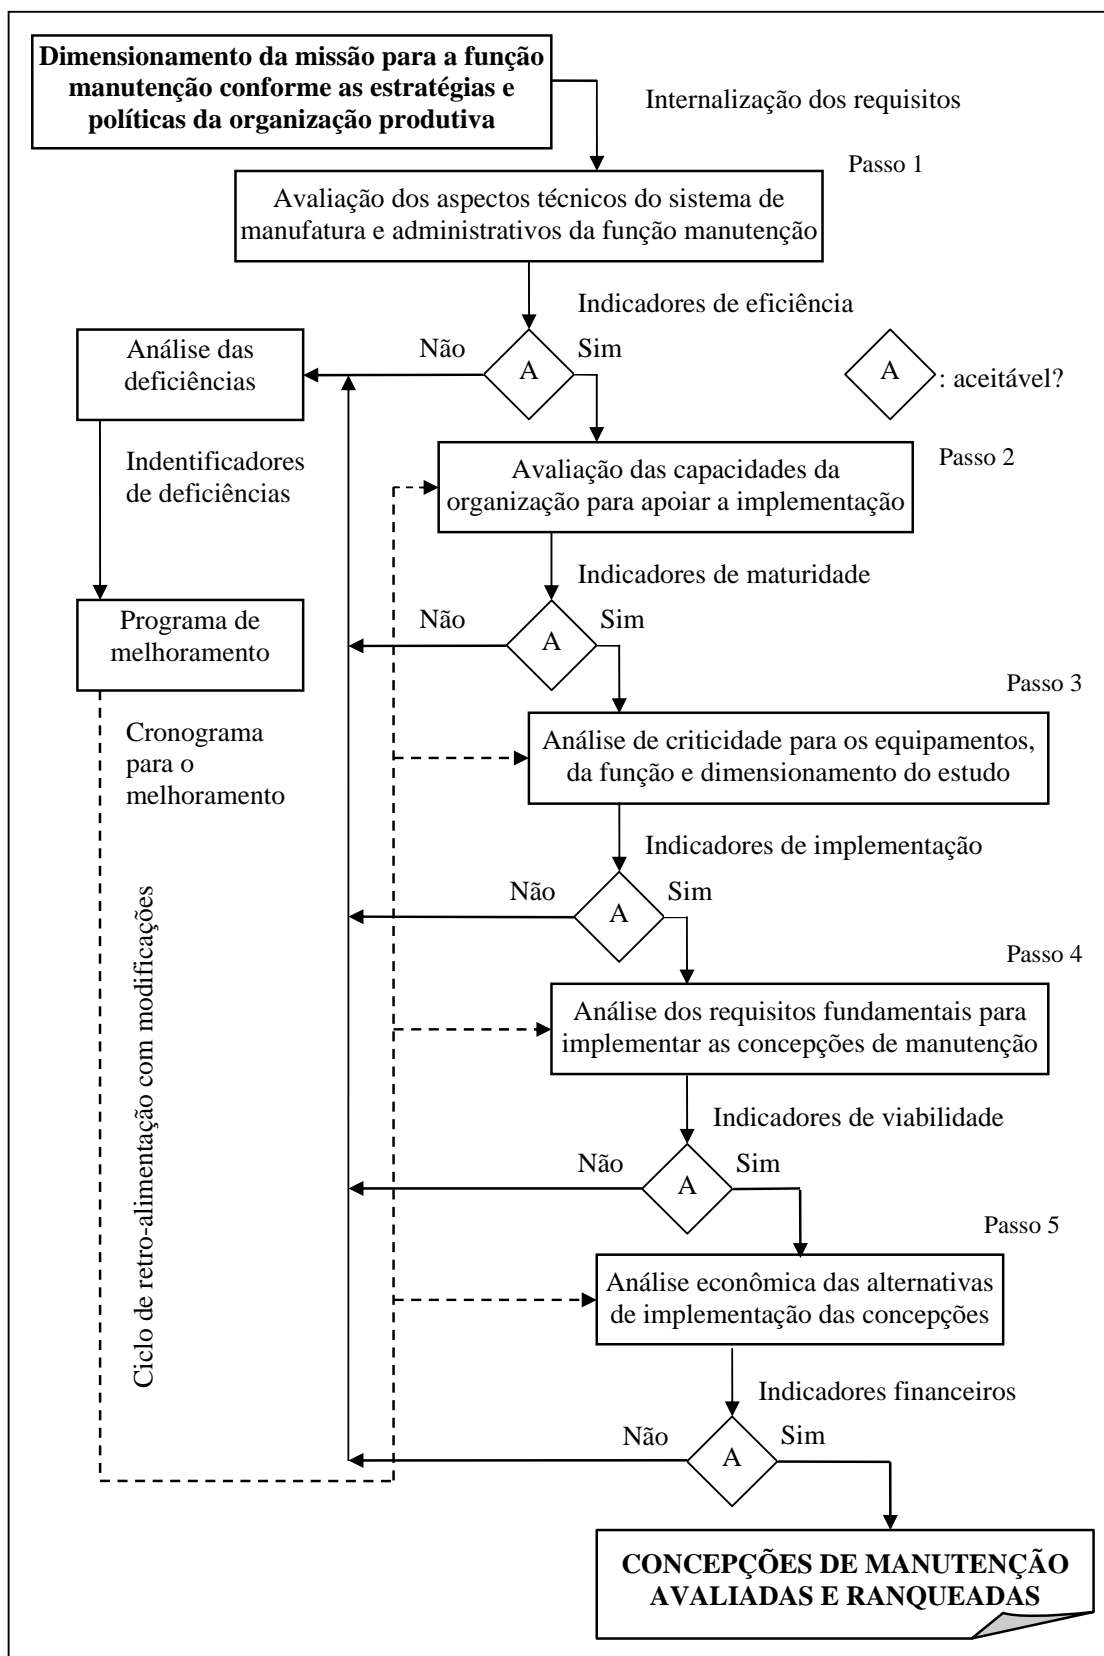 Dimensionamento da missão para a função
manutenção conforme as estratégias e
políticas da organização produtiva
Internalização dos requisitos
Passo 1
Avaliação dos aspectos técnicos do sistema de
manufatura e administrativos da função manutenção
Indicadores de eficiência
Análise das
deficiências
Não
Sim
A
A
: aceitável?
Indentificadores
de deficiências
Passo 2
Avaliação das capacidades da
organização para apoiar a implementação
Indicadores de maturidade
Programa de
melhoramento
Não
Sim
A
Passo 3
Cronograma
para o
melhoramento
Análise de criticidade para os equipamentos,
da função e dimensionamento do estudo
Indicadores de implementação
Não
Sim
A
Ciclo de retro-alimentação com modificações
Passo 4
Análise dos requisitos fundamentais para
implementar as concepções de manutenção
Indicadores de viabilidade
Não
Sim
A
Passo 5
Análise econômica das alternativas
de implementação das concepções
Indicadores financeiros
Não
Sim
A
CONCEPÇÕES DE MANUTENÇÃO
AVALIADAS E RANQUEADAS